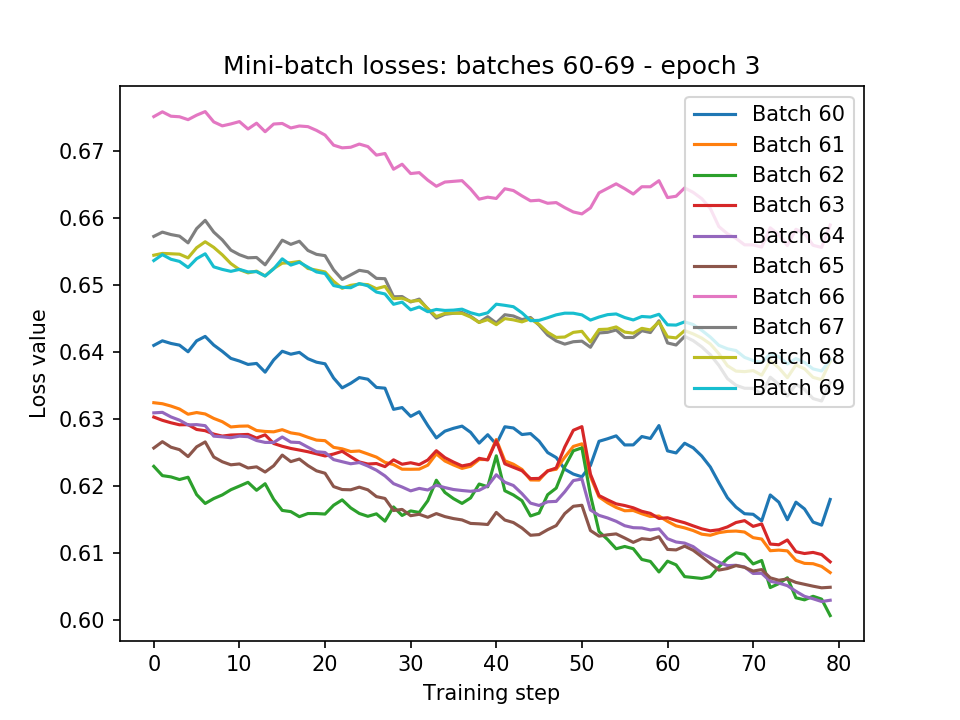 Mini-batch losses: batches 60-69 - epoch 3
Loss value
0.67
0.66
0.65
0.64
0.63
0.62
0.61
0.60
Batch 60
Batch 61
Batch 62
Batch 63
Batch 64
Batch 65
Batch 66
Batch 67
Batch 68
Batch 69
0 10 20 30 40 50 60 70 80
Training step